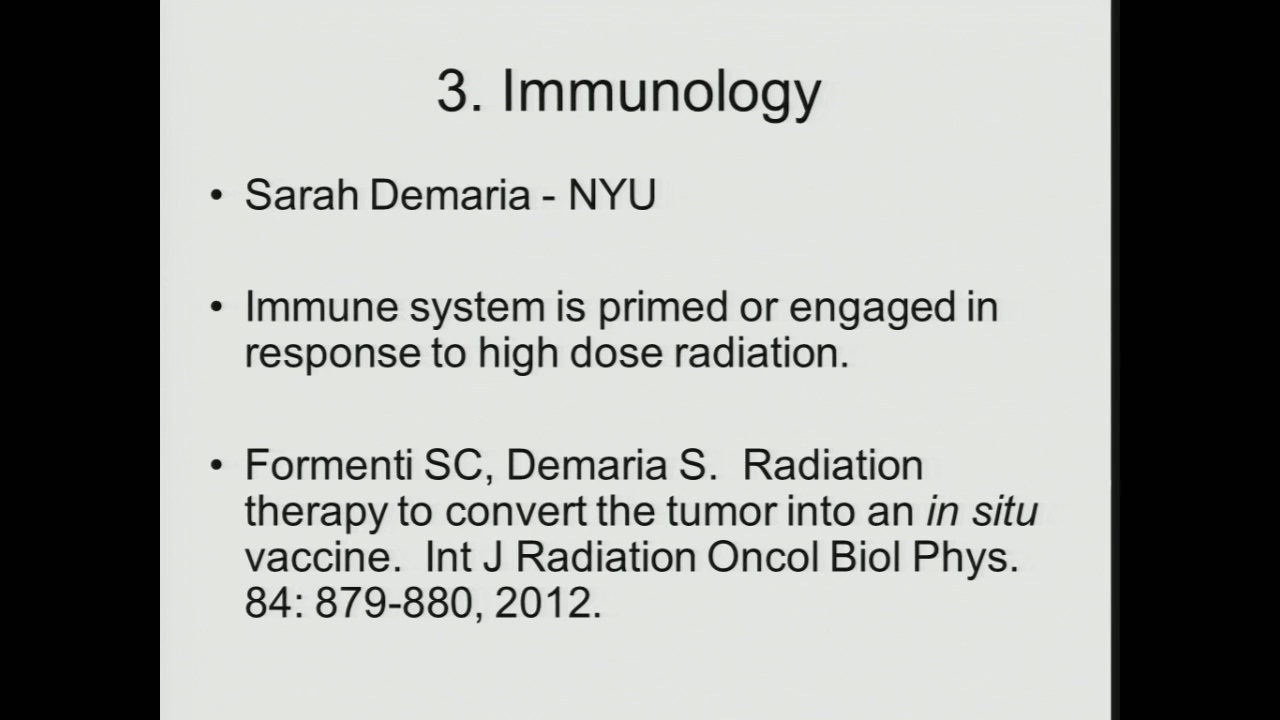 3. Immunology
• Sarah Demaria - NYU
• Immune system is primed or engaged in
response to high dose radiation.
• Formenti SC, Demaria S.  Radiation
therapy to convert the tumor into an in situ
vaccine.  Int J Radiation Oncol Biol Phys.
84: 879-880, 2012.